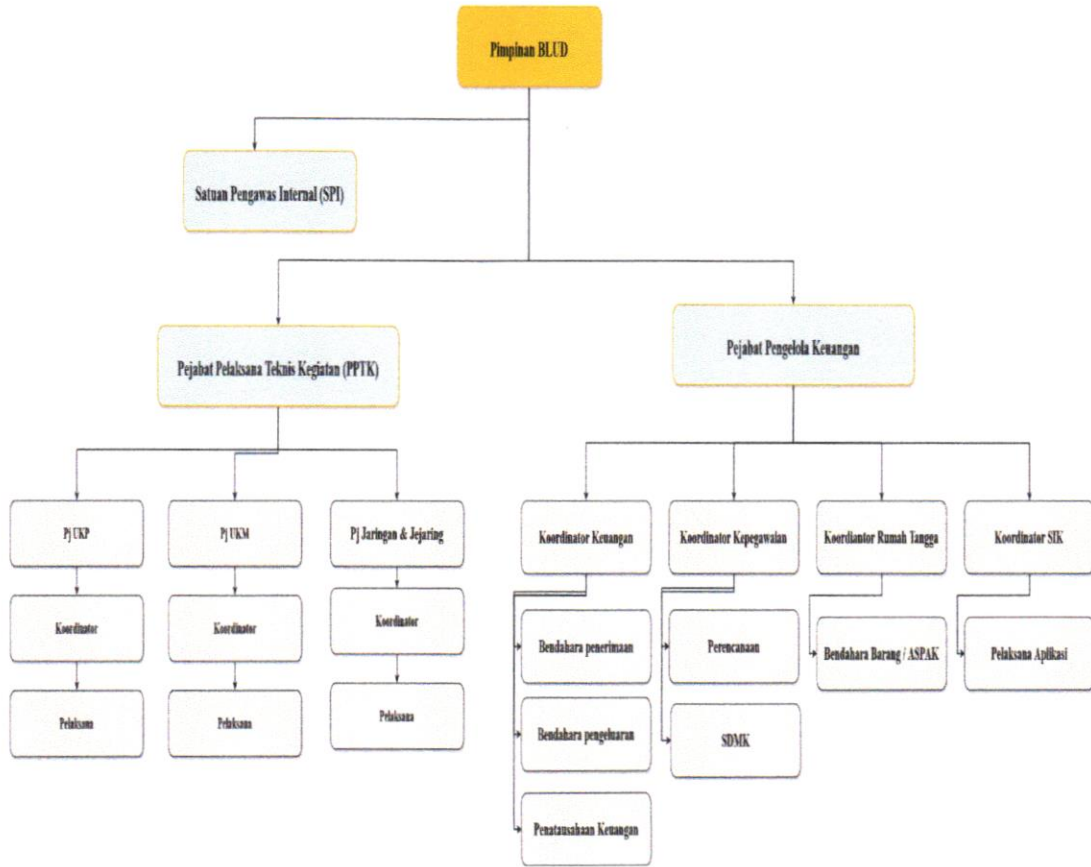 Pimpinan BLUD
Satuan Pengawas Internal (SPI)
Pejabat Pelaksana Teknis Kegiatan (PPTK)
Pejabat Pengelola Keuangan
Pj UKP
Pj UKM
Pj Jaringan & Jejaring
Koordinator Keuangan
Koordinator Kepegawaian
Koordiantor Rumah Tangga
Koordinator SIK
Koordinator
Koordinator
Koordinator
Bendahara penerimaan
Perencanaan
Bendahara Barang / ASPAK
Pelaksana Aplikasi
Pelaksana
Pelaksana
Pelaksana
Bendahara pengeluaran
SDMK
Penatausahaan Keuangan